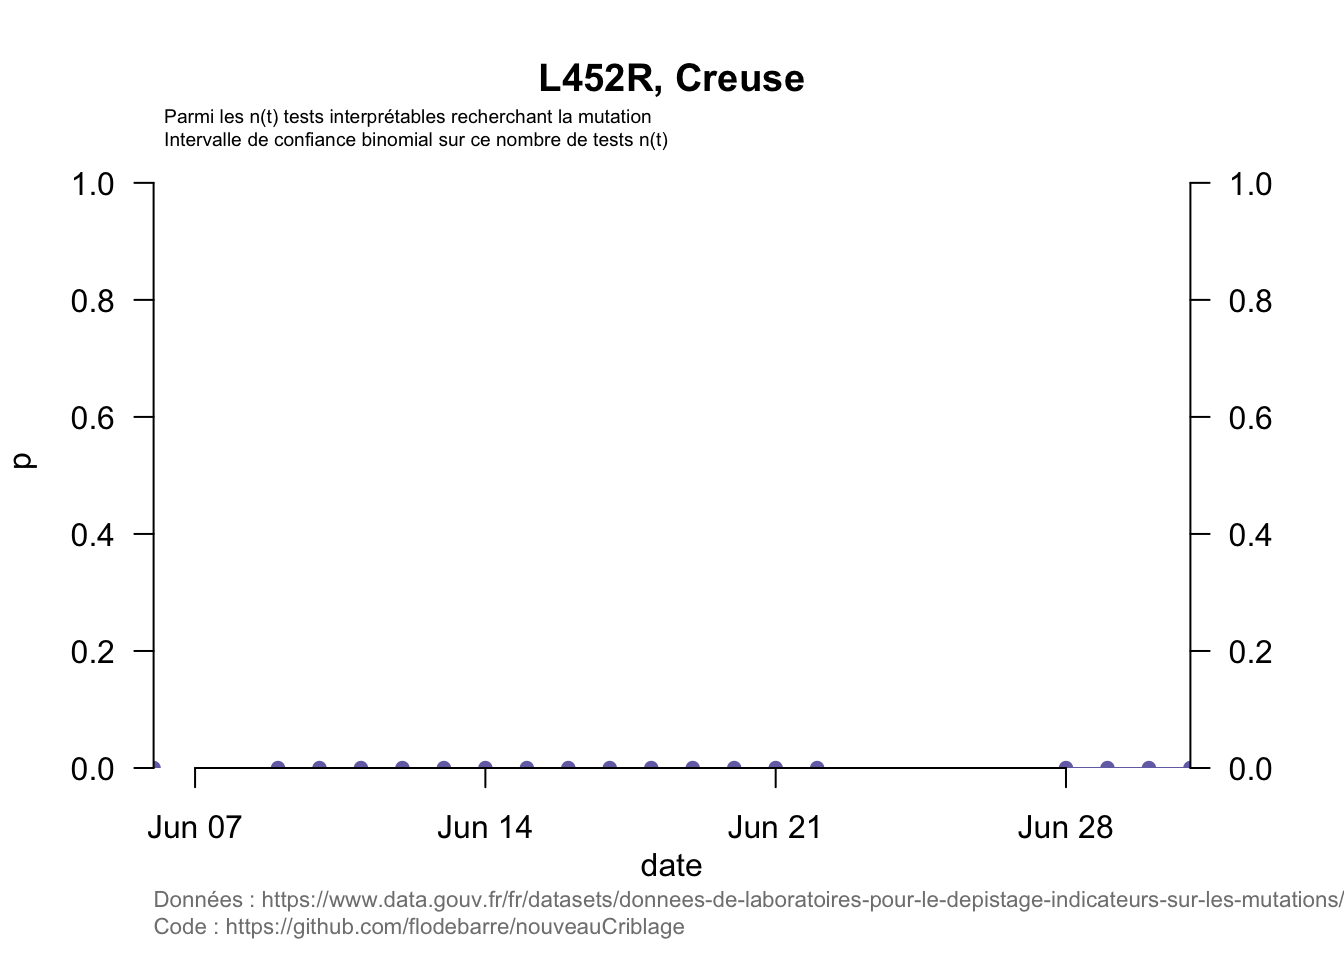 L452R, Creuse
Parmi les n(t) tests interprétables recherchant la mutation
Intervalle de confiance binomial sur ce nombre de tests n(t)
1.0 1.0
0.8 0.8
0.6 0.6
p
0.4 0.4
0.2 0.2
0.0 0.0
Jun 07 Jun 14 Jun 21 Jun 28
date
Données : https://www.data.gouv.fr/fr/datasets/donnees-de-laboratoires-pour-le-depistage-indicateurs-sur-les-mutations/
Code : https://github.com/flodebarre/nouveauCriblage